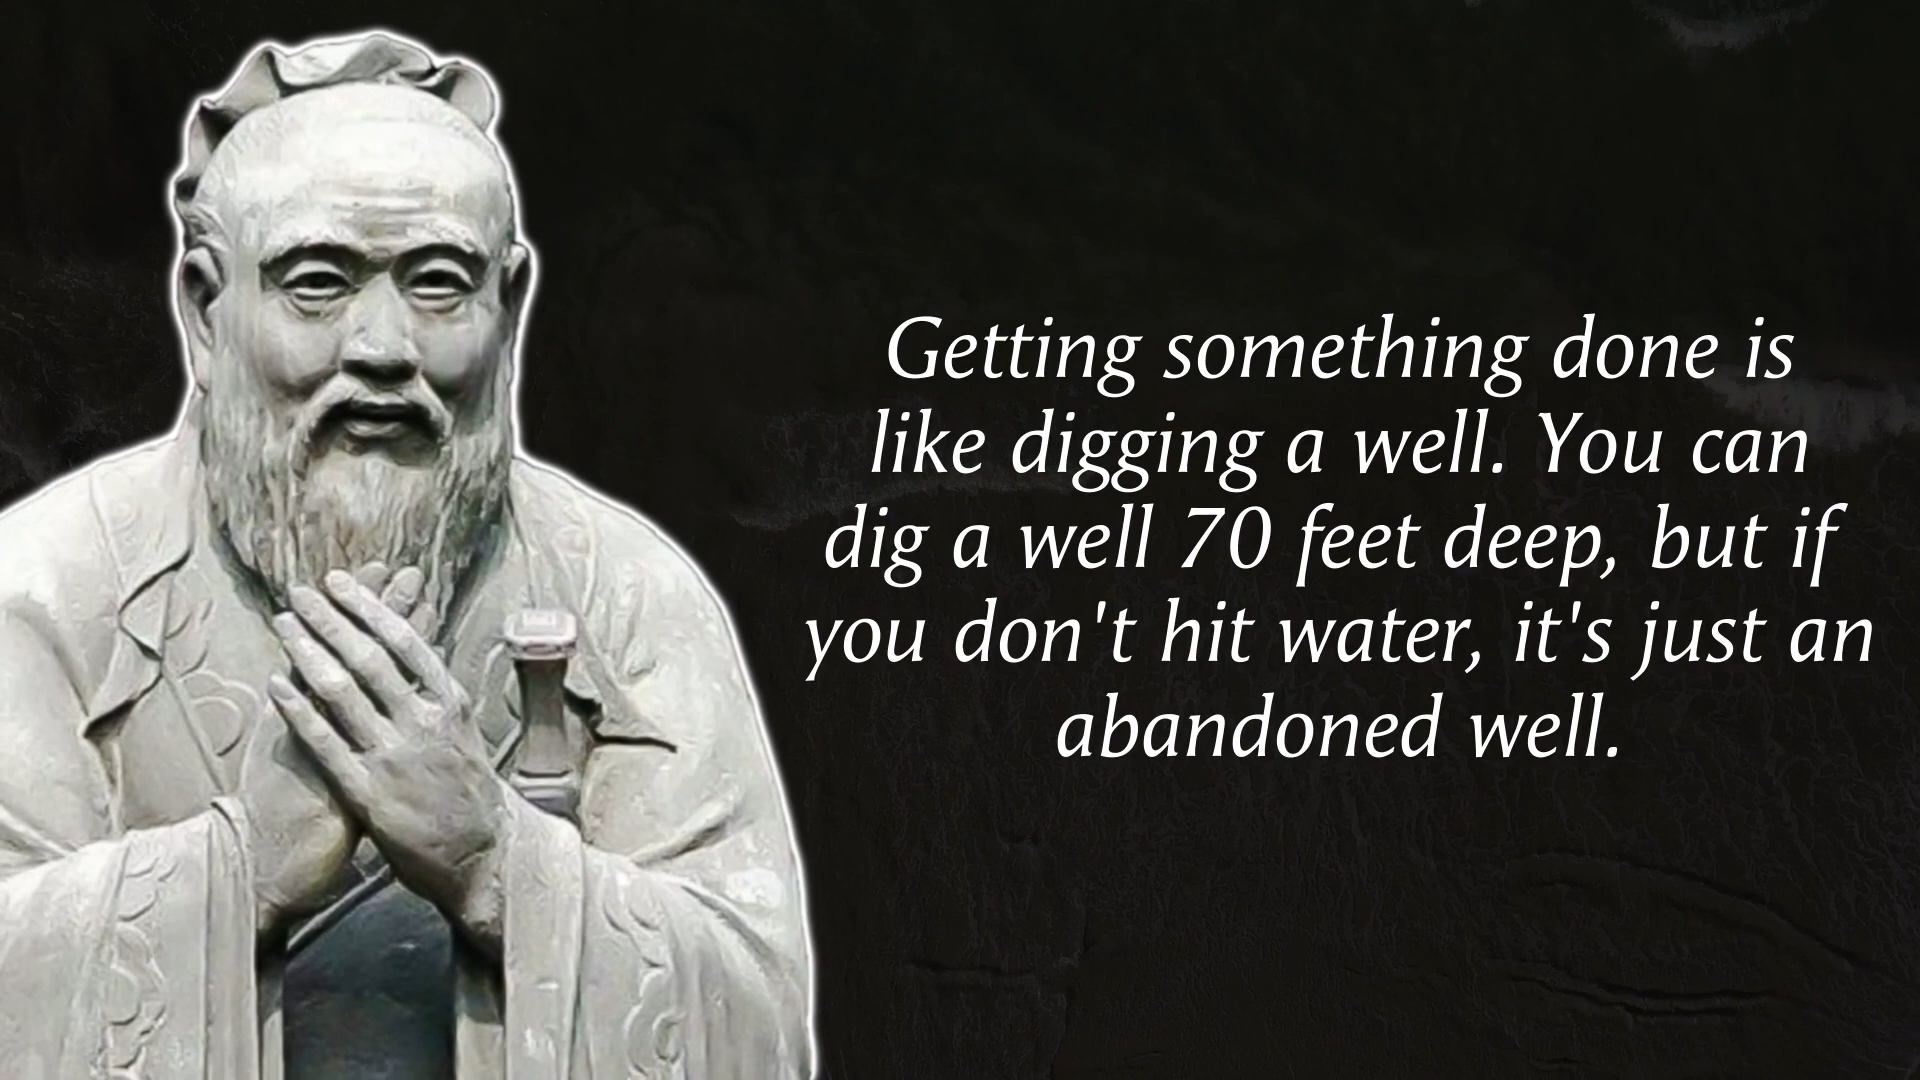 Getting something done is
like digging a well. You can
dig a well 70 feet deep, but if
you don't hit water, it's just an
abandoned well.